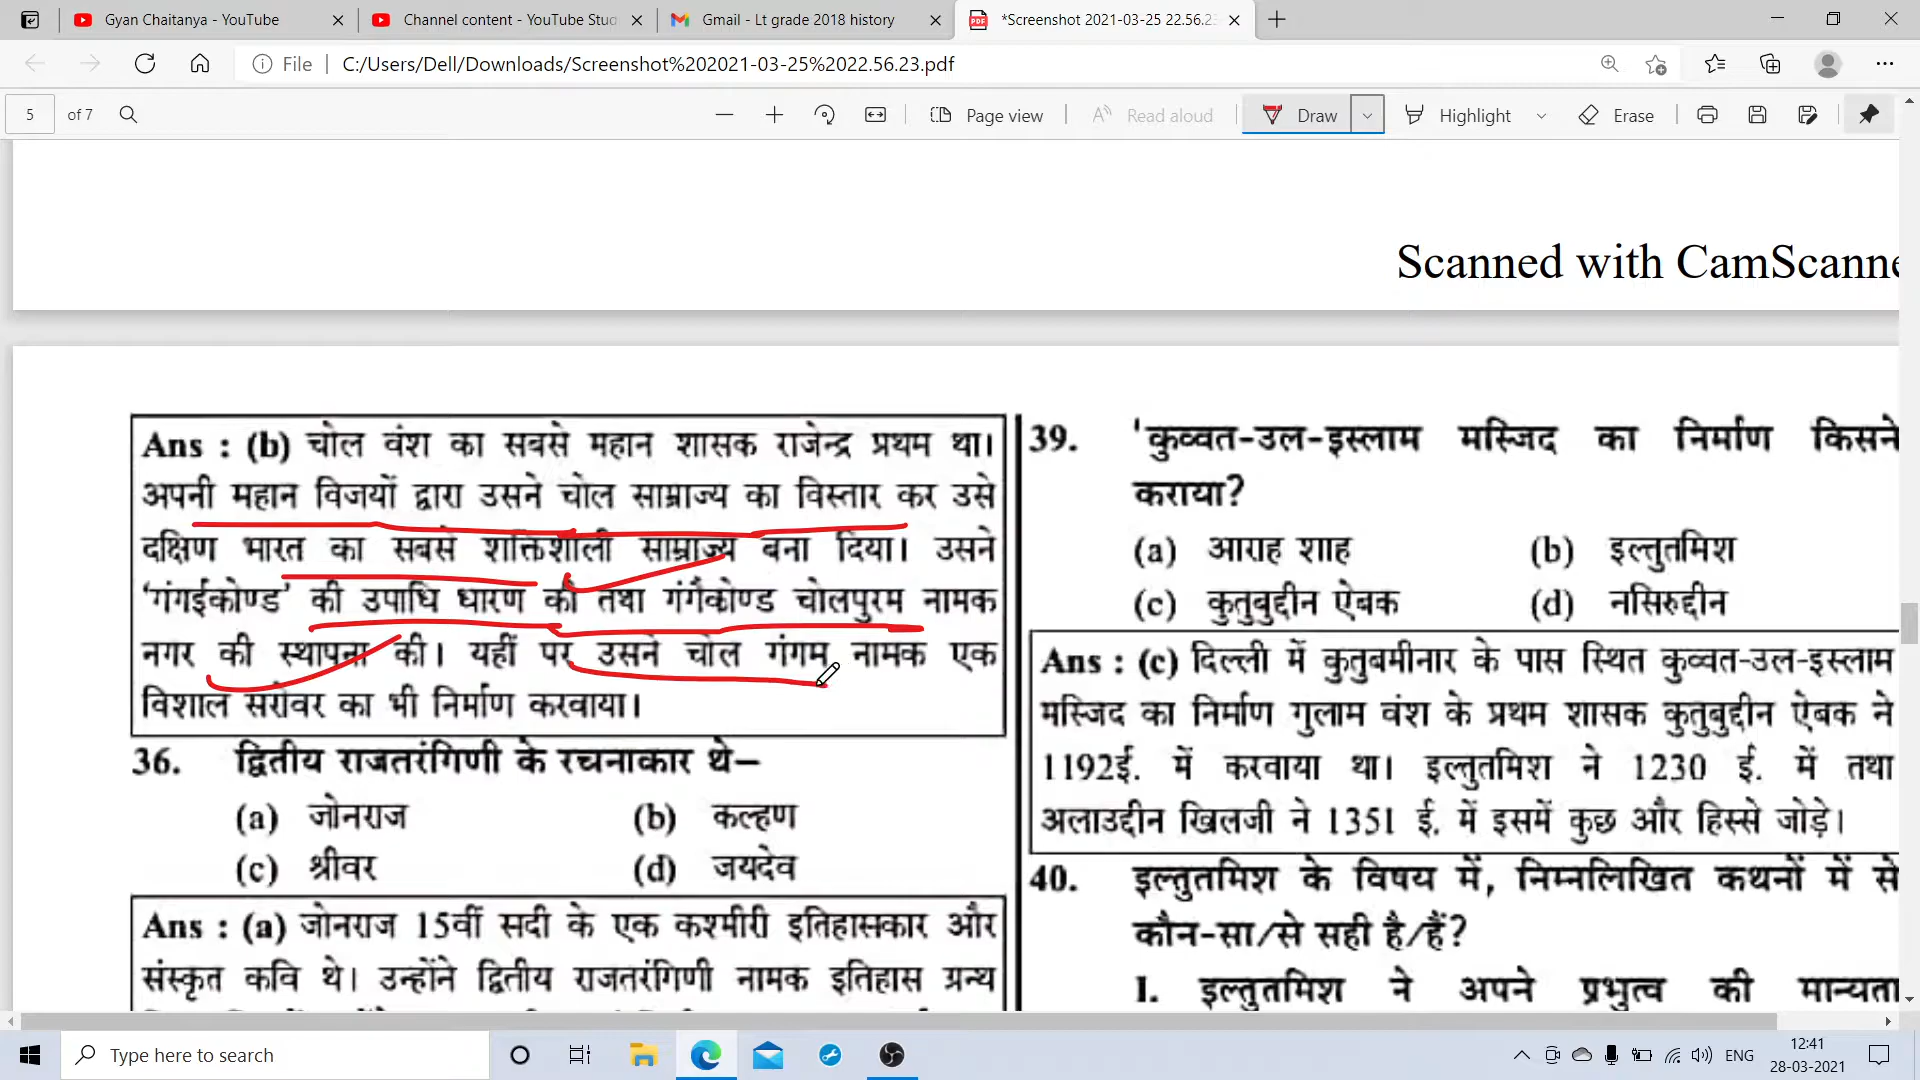 Gyan Chaitanya - YouTube
Channel content - YouTube Stud
Gmail - Lt grade 2018 history
*Screenshot 2021-03-25 22.56.23
File
C:/Users/Dell/Downloads/Screenshot%202021-03-25%2022.56.23.pdf
5 of 7
Page view
Read aloud
Draw
Highlight
Erase
Scanned with CamScanne
Ans : (b) चोल वंश का सबसे महान शासक राजेन्द्र प्रथम था।
अपनी महान विजयों द्वारा उसने चोल साम्राज्य का विस्तार कर उसे
दक्षिण भारत का सबसे शक्तिशाली साम्राज्य बना दिया। उसने
‘गंगईकोण्ड’ की उपाधि धारण की तथा गंगैकोण्ड चोलपुरम नामक
नगर की स्थापना की। यहीं पर उसने चोल गंगम नामक एक
विशाल सरोवर का भी निर्माण करवाया।
36. द्वितीय राजतरंगिणी के रचनाकार थे–
(a) जोनराज (b) कल्हण
(c) श्रीवर (d) जयदेव
Ans : (a) जोनराज 15वीं सदी के एक कश्मीरी इतिहासकार और
संस्कृत कवि थे। उन्होंने द्वितीय राजतरंगिणी नामक इतिहास ग्रन्थ
39. 'कुव्वत-उल-इस्लाम मस्जिद का निर्माण किसने
कराया?
(a) आराह शाह (b) इल्तुतमिश
(c) कुतुबुद्दीन ऐबक (d) नसिरुद्दीन
Ans : (c) दिल्ली में कुतुबमीनार के पास स्थित कुव्वत-उल-इस्लाम
मस्जिद का निर्माण गुलाम वंश के प्रथम शासक कुतुबुद्दीन ऐबक ने
1192ई. में करवाया था। इल्तुतमिश ने 1230 ई. में तथा
अलाउद्दीन खिलजी ने 1351 ई. में इसमें कुछ और हिस्से जोड़े।
40. इल्तुतमिश के विषय में, निम्नलिखित कथनों में से
कौन-सा/से सही है/हैं?
I. इल्तुतमिश ने अपने प्रभुत्व की मान्यता
Type here to search
ENG
12:41
28-03-2021